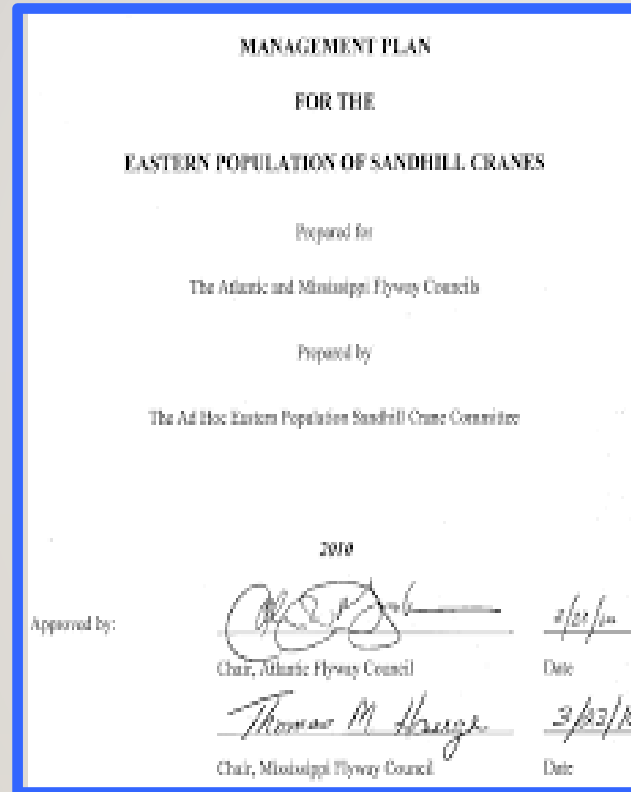 MANAGEMENT PLAN
FOR THE
EASTERN POPULATION OF SANDHILL CRANES
Prepared for
The Atlantic and Mississippi Flyway Councils
Prepared by
The Ad Hoc Eastern Population Sandhill Crane Committee
2010
Approved by:
Chair, Atlantic Flyway Council
Date
Thomas M
Chair, Mississippi Flyway Council
Date